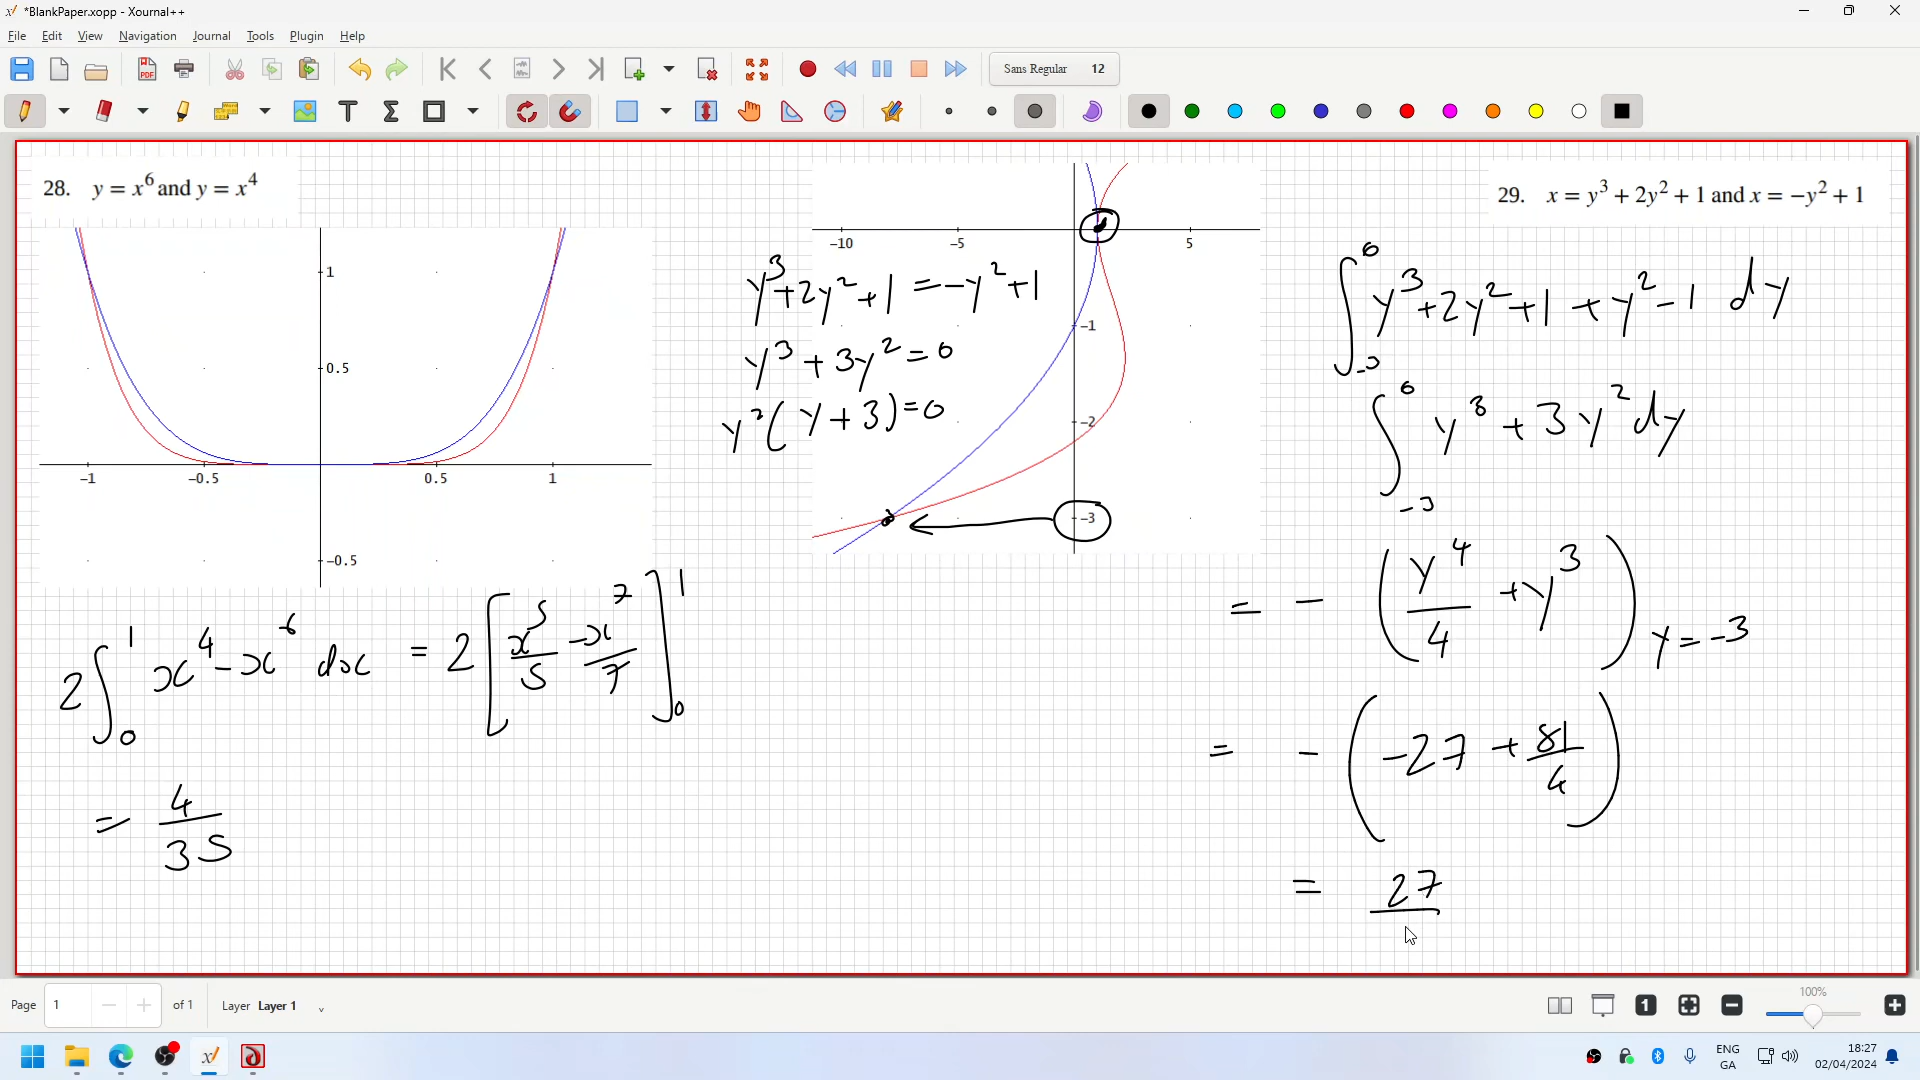 *BlankPaper.xopp - Xournal++
File Edit View Navigation Journal Tools Plugin Help
Sans Regular 12
28. y = x^6 and y = x^4
1
0.5
-1 -0.5 0.5 1
-0.5
2∫_0^1 x^4 - x^6 dx = 2[x^5/5 - x^7/7]_0^1
= 4/35
-10 -5 5
-1
-2
-3
y^3 + 2y^2 + 1 = -y^2 + 1
y^3 + 3y^2 = 0
y^2(y + 3) = 0
29. x = y^3 + 2y^2 + 1 and x = -y^2 + 1
∫_-3^0 y^3 + 2y^2 + 1 + y^2 - 1 dy
∫_-3^0 y^3 + 3y^2 dy
= - (y^4/4 + y^3) y = -3
= - (-27 + 81/4)
= 27
Page 1 of 1 Layer Layer 1
100%
1
ENG
GA
18:27
02/04/2024